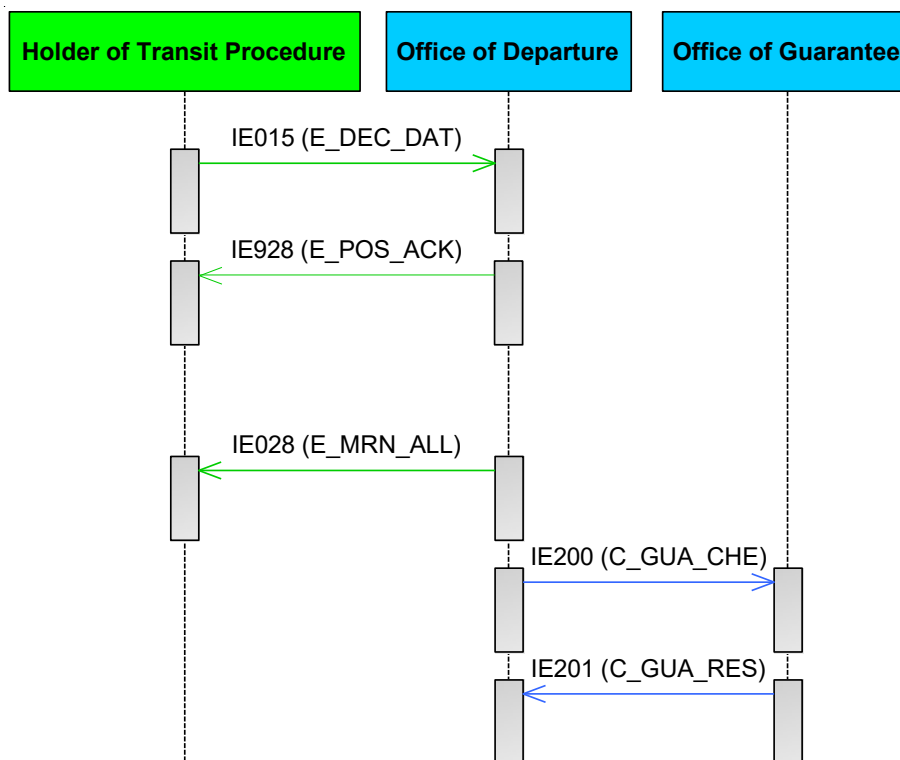 Holder of Transit Procedure
Office of Departure
Office of Guarantee
IE015 (E_DEC_DAT)
IE928 (E_POS_ACK)
IE028 (E_MRN_ALL)
IE200 (C_GUA_CHE)
IE201 (C_GUA_RES)